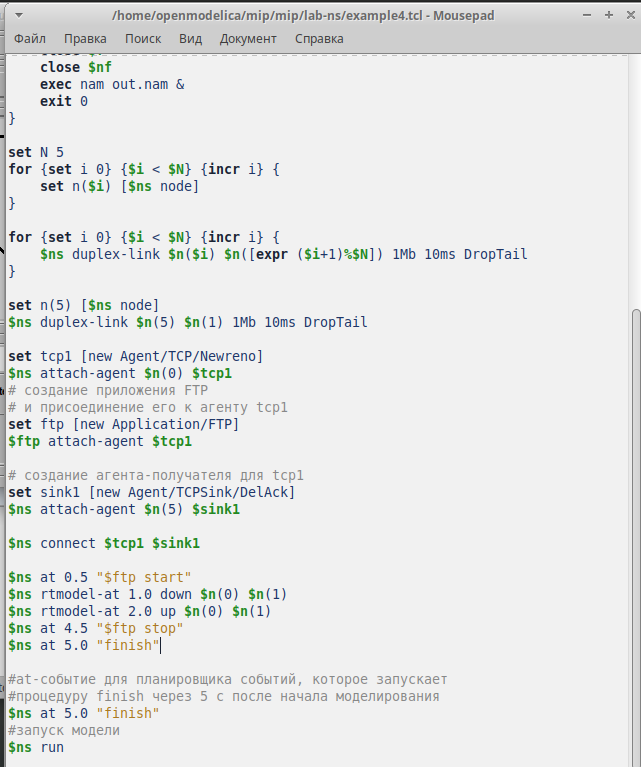 /home/openmodelica/mip/mip/lab-ns/example4.tcl - Mousepad
Файл Правка Поиск Вид Документ Справка
    close $nf
    exec nam out.nam &
    exit 0
}

set N 5
for {set i 0} {$i < $N} {incr i} {
    set n($i) [$ns node]
}

for {set i 0} {$i < $N} {incr i} {
    $ns duplex-link $n($i) $n([expr ($i+1)%$N]) 1Mb 10ms DropTail
}

set n(5) [$ns node]
$ns duplex-link $n(5) $n(1) 1Mb 10ms DropTail

set tcp1 [new Agent/TCP/Newreno]
$ns attach-agent $n(0) $tcp1
# создание приложения FTP
# и присоединение его к агенту tcp1
set ftp [new Application/FTP]
$ftp attach-agent $tcp1

# создание агента-получателя для tcp1
set sink1 [new Agent/TCPSink/DelAck]
$ns attach-agent $n(5) $sink1

$ns connect $tcp1 $sink1

$ns at 0.5 "$ftp start"
$ns rtmodel-at 1.0 down $n(0) $n(1)
$ns rtmodel-at 2.0 up $n(0) $n(1)
$ns at 4.5 "$ftp stop"
$ns at 5.0 "finish"

#at-событие для планировщика событий, которое запускает
#процедуру finish через 5 с после начала моделирования
$ns at 5.0 "finish"
#запуск модели
$ns run